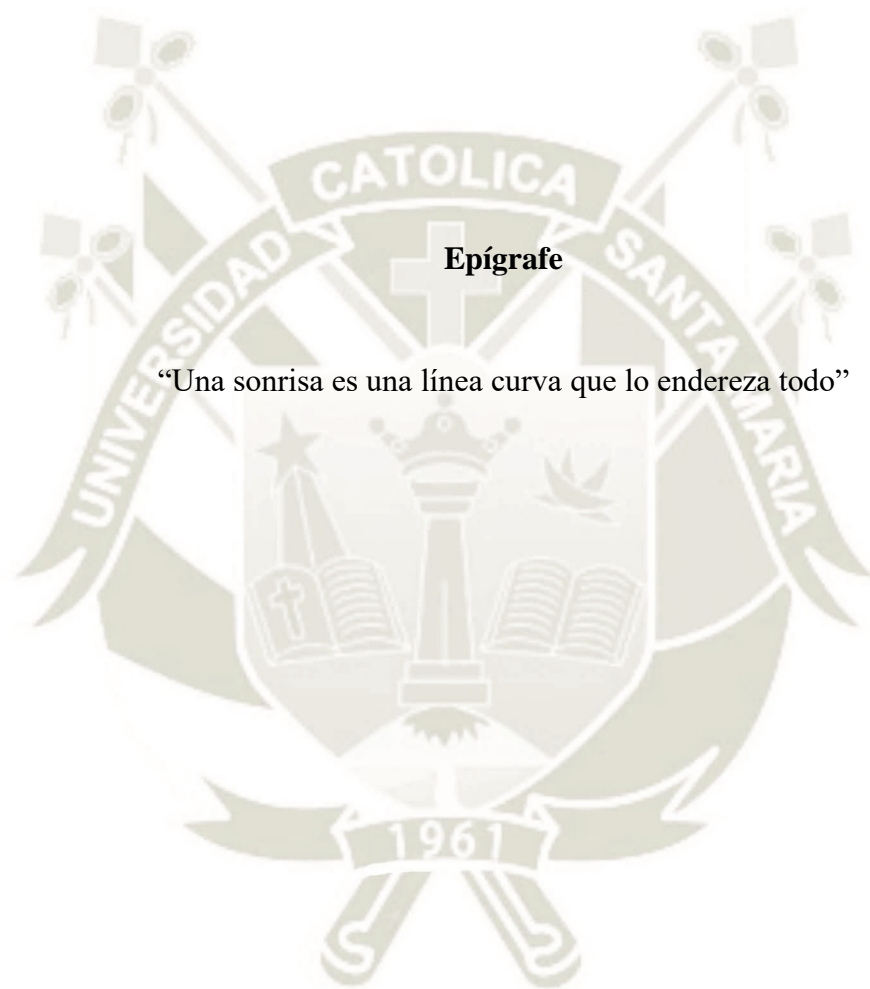 CATOLICA
UNIVERSIDAD
SANTA MARIA
Epígrafe
“Una sonrisa es una línea curva que lo endereza todo”
1961